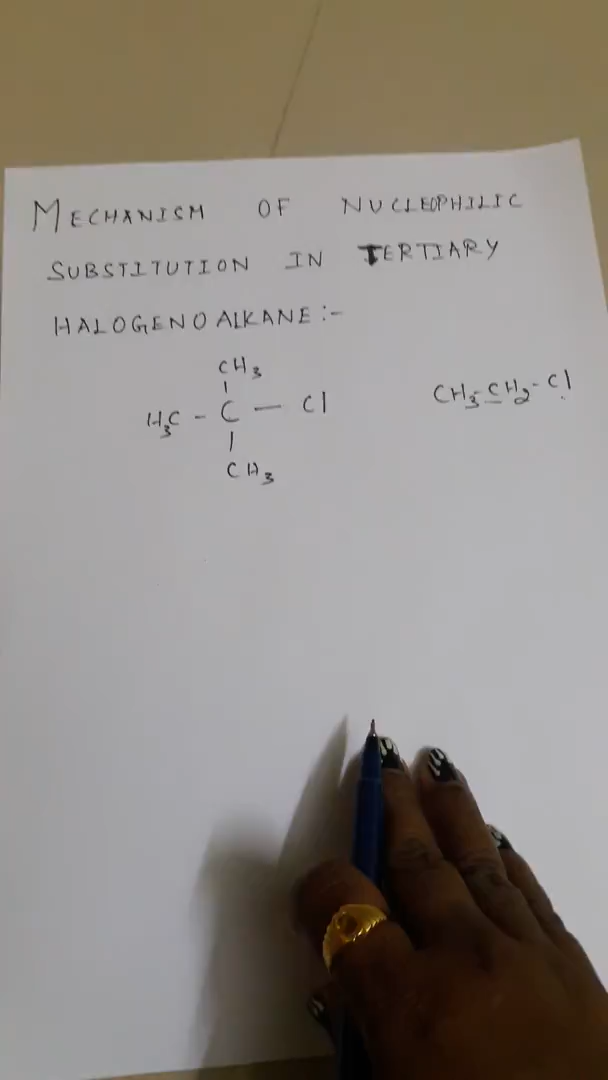 MECHANISM OF NUCLEOPHILIC
SUBSTITUTION IN TERTIARY
HALOGENOALKANE:-
CH3
H3C - C - Cl
CH3
CH3-CH2-Cl